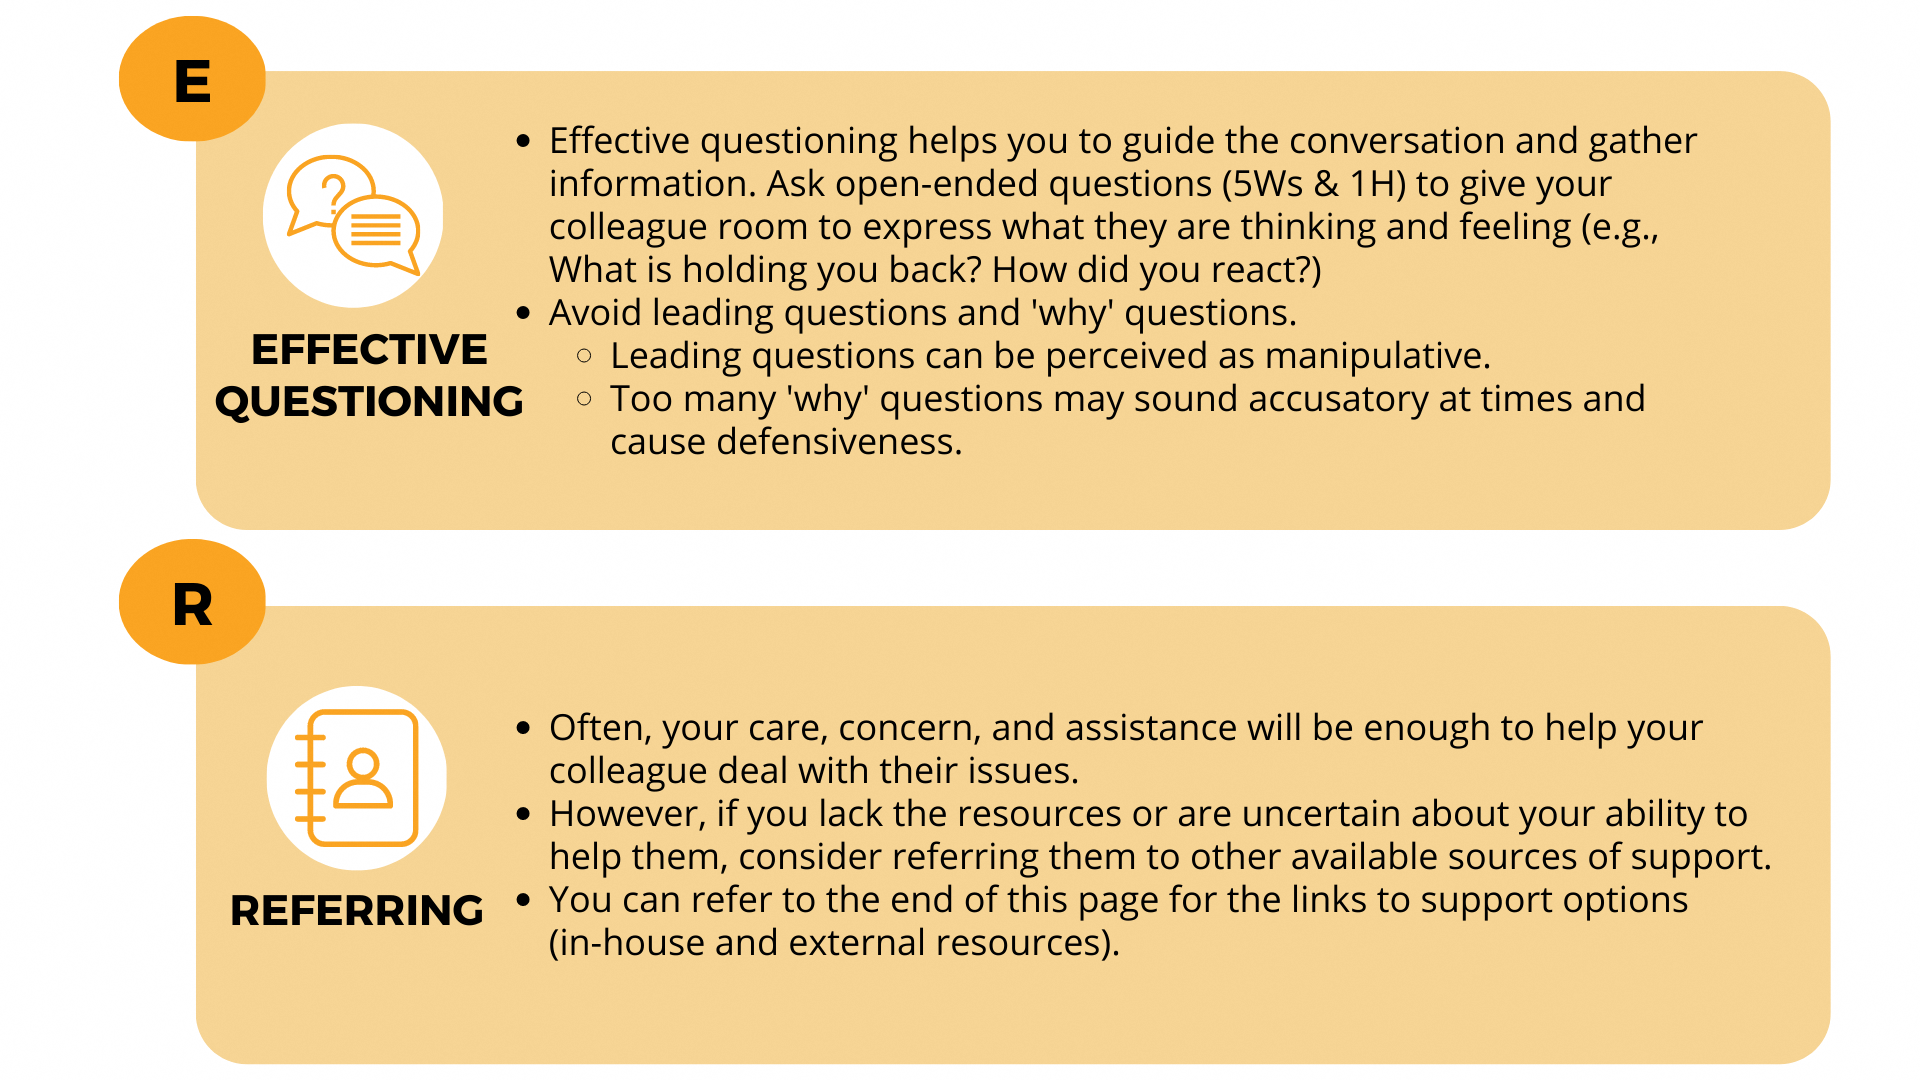 E
EFFECTIVE
QUESTIONING
• Effective questioning helps you to guide the conversation and gather
information. Ask open-ended questions (5Ws & 1H) to give your
colleague room to express what they are thinking and feeling (e.g.,
What is holding you back? How did you react?)
• Avoid leading questions and 'why' questions.
○ Leading questions can be perceived as manipulative.
○ Too many 'why' questions may sound accusatory at times and
cause defensiveness.
R
REFERRING
• Often, your care, concern, and assistance will be enough to help your
colleague deal with their issues.
• However, if you lack the resources or are uncertain about your ability to
help them, consider referring them to other available sources of support.
• You can refer to the end of this page for the links to support options
(in-house and external resources).